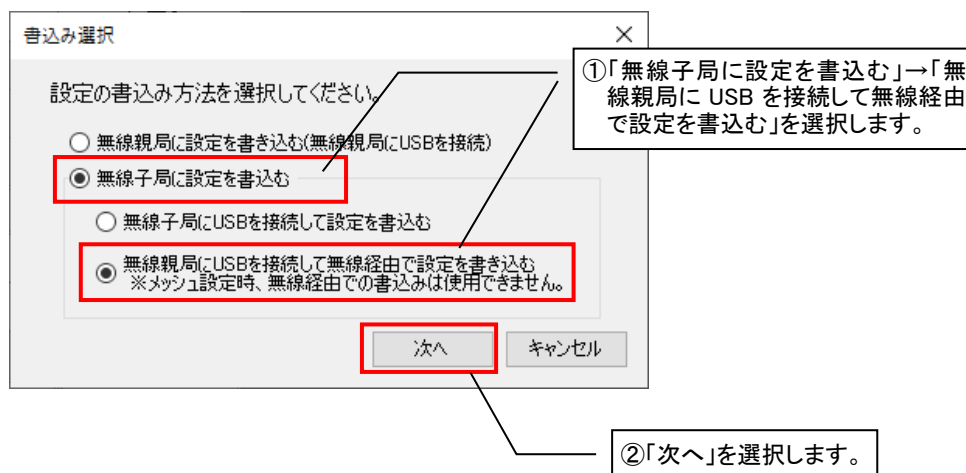 書込み選択
設定の書込み方法を選択してください。
無線親局に設定を書き込む(無線親局にUSBを接続)
無線子局に設定を書込む
無線子局にUSBを接続して設定を書込む
無線親局にUSBを接続して無線経由で設定を書き込む
※メッシュ設定時、無線経由での書込みは使用できません。
次へ
キャンセル
①「無線子局に設定を書込む」→「無
線親局に USB を接続して無線経由
で設定を書込む」を選択します。
②「次へ」を選択します。